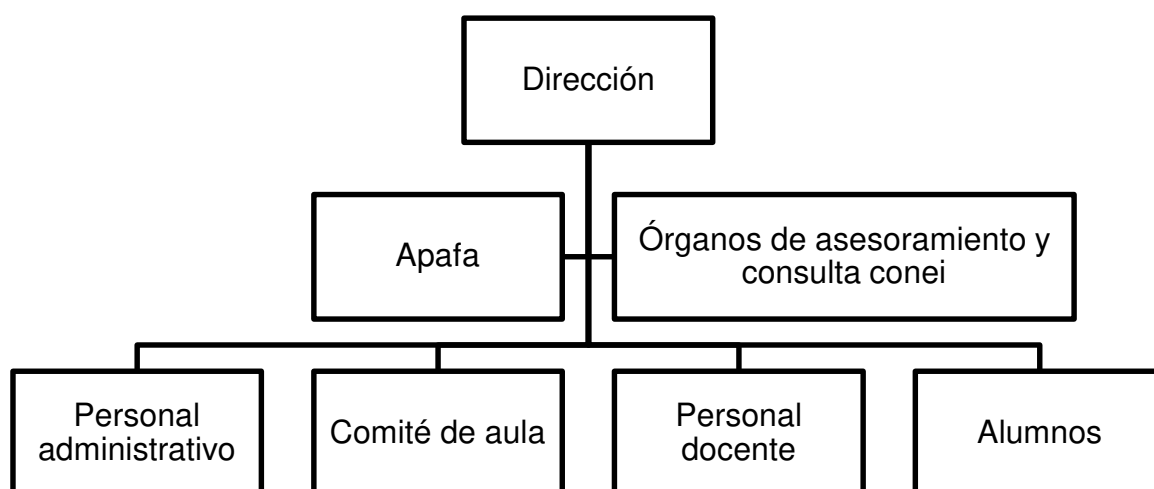 Dirección
Apafa
Órganos de asesoramiento y
consulta conei
Personal
administrativo
Comité de aula
Personal
docente
Alumnos